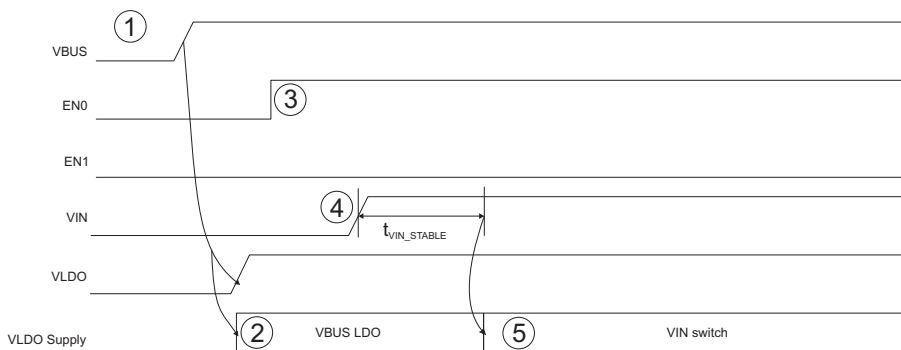 1
VBUS
EN0
3
EN1
VIN
4
tVIN_STABLE
VLDO
VLDO Supply
2
VBUS LDO
5
VIN switch